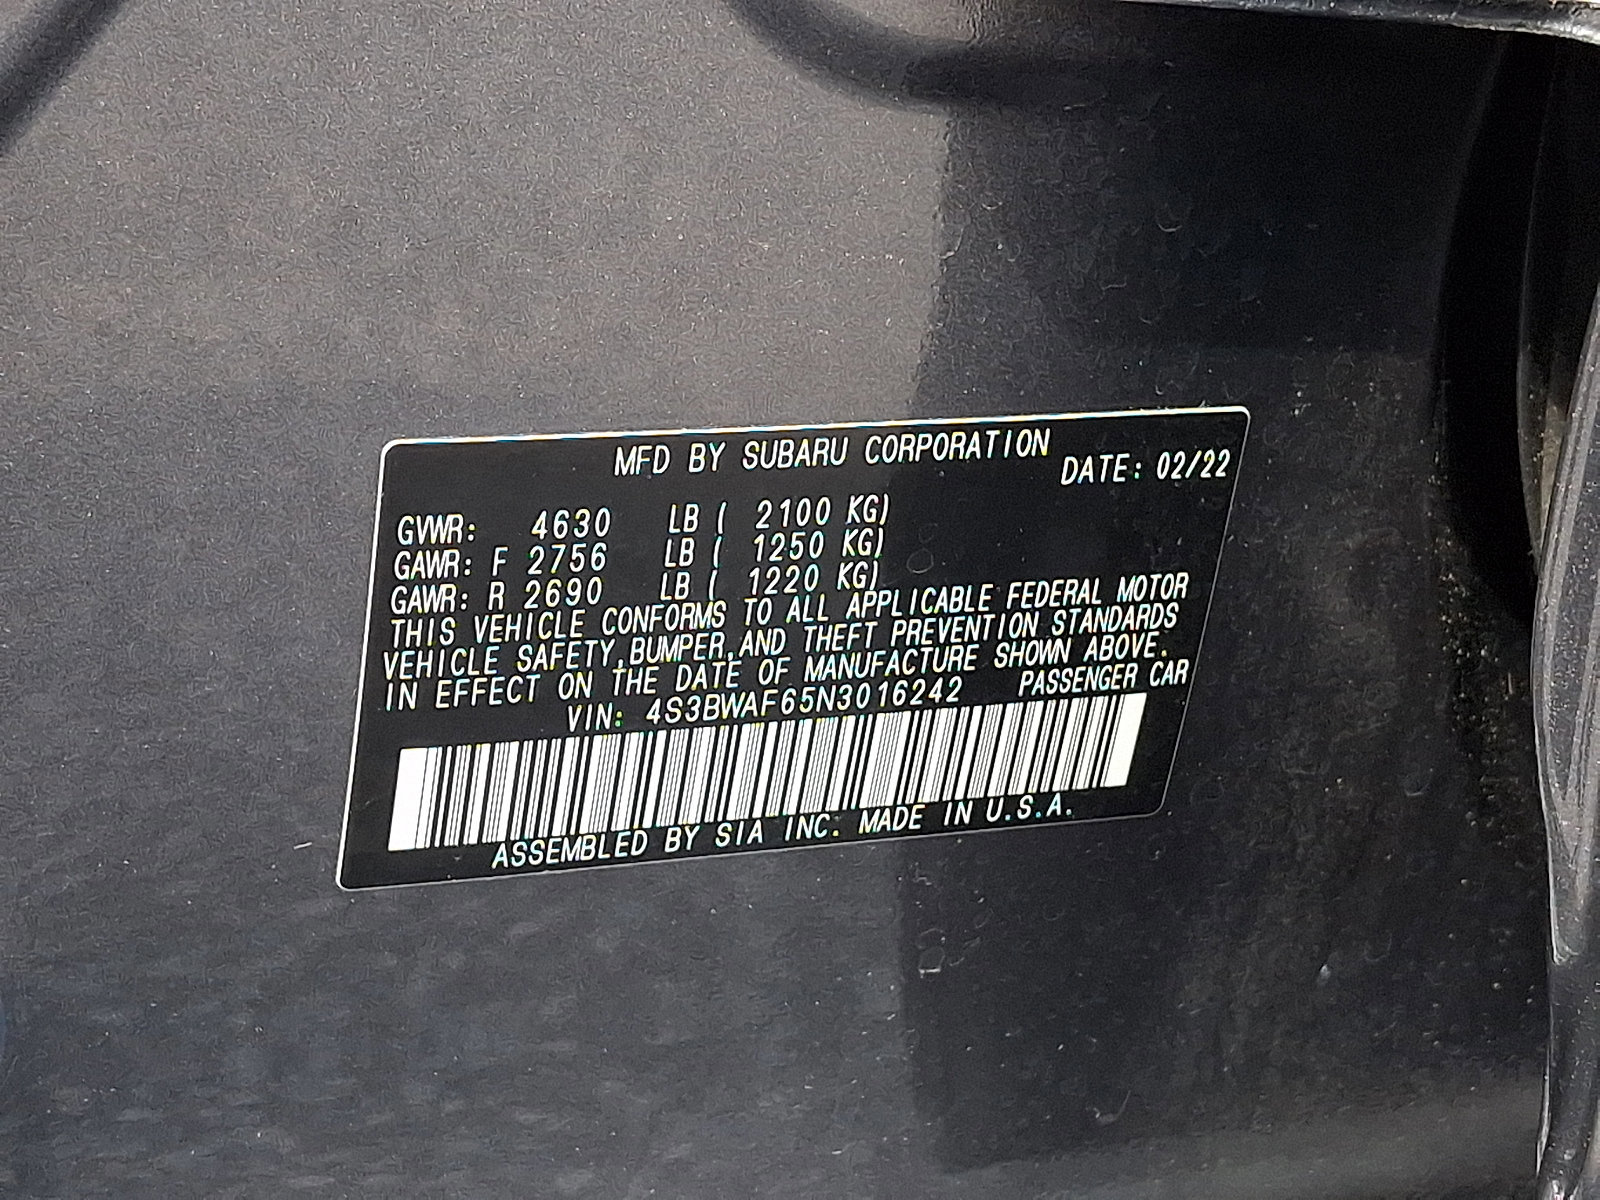 MFD BY SUBARU CORPORATION
DATE: 02/22
GVWR: 4630 LB ( 2100 KG)
GAWR: F 2756 LB ( 1250 KG)
GAWR: R 2690 LB ( 1220 KG)
THIS VEHICLE CONFORMS TO ALL APPLICABLE FEDERAL MOTOR
VEHICLE SAFETY,BUMPER,AND THEFT PREVENTION STANDARDS
IN EFFECT ON THE DATE OF MANUFACTURE SHOWN ABOVE.
VIN: 4S3BWAF65N3016242 PASSENGER CAR
ASSEMBLED BY SIA INC. MADE IN U.S.A.